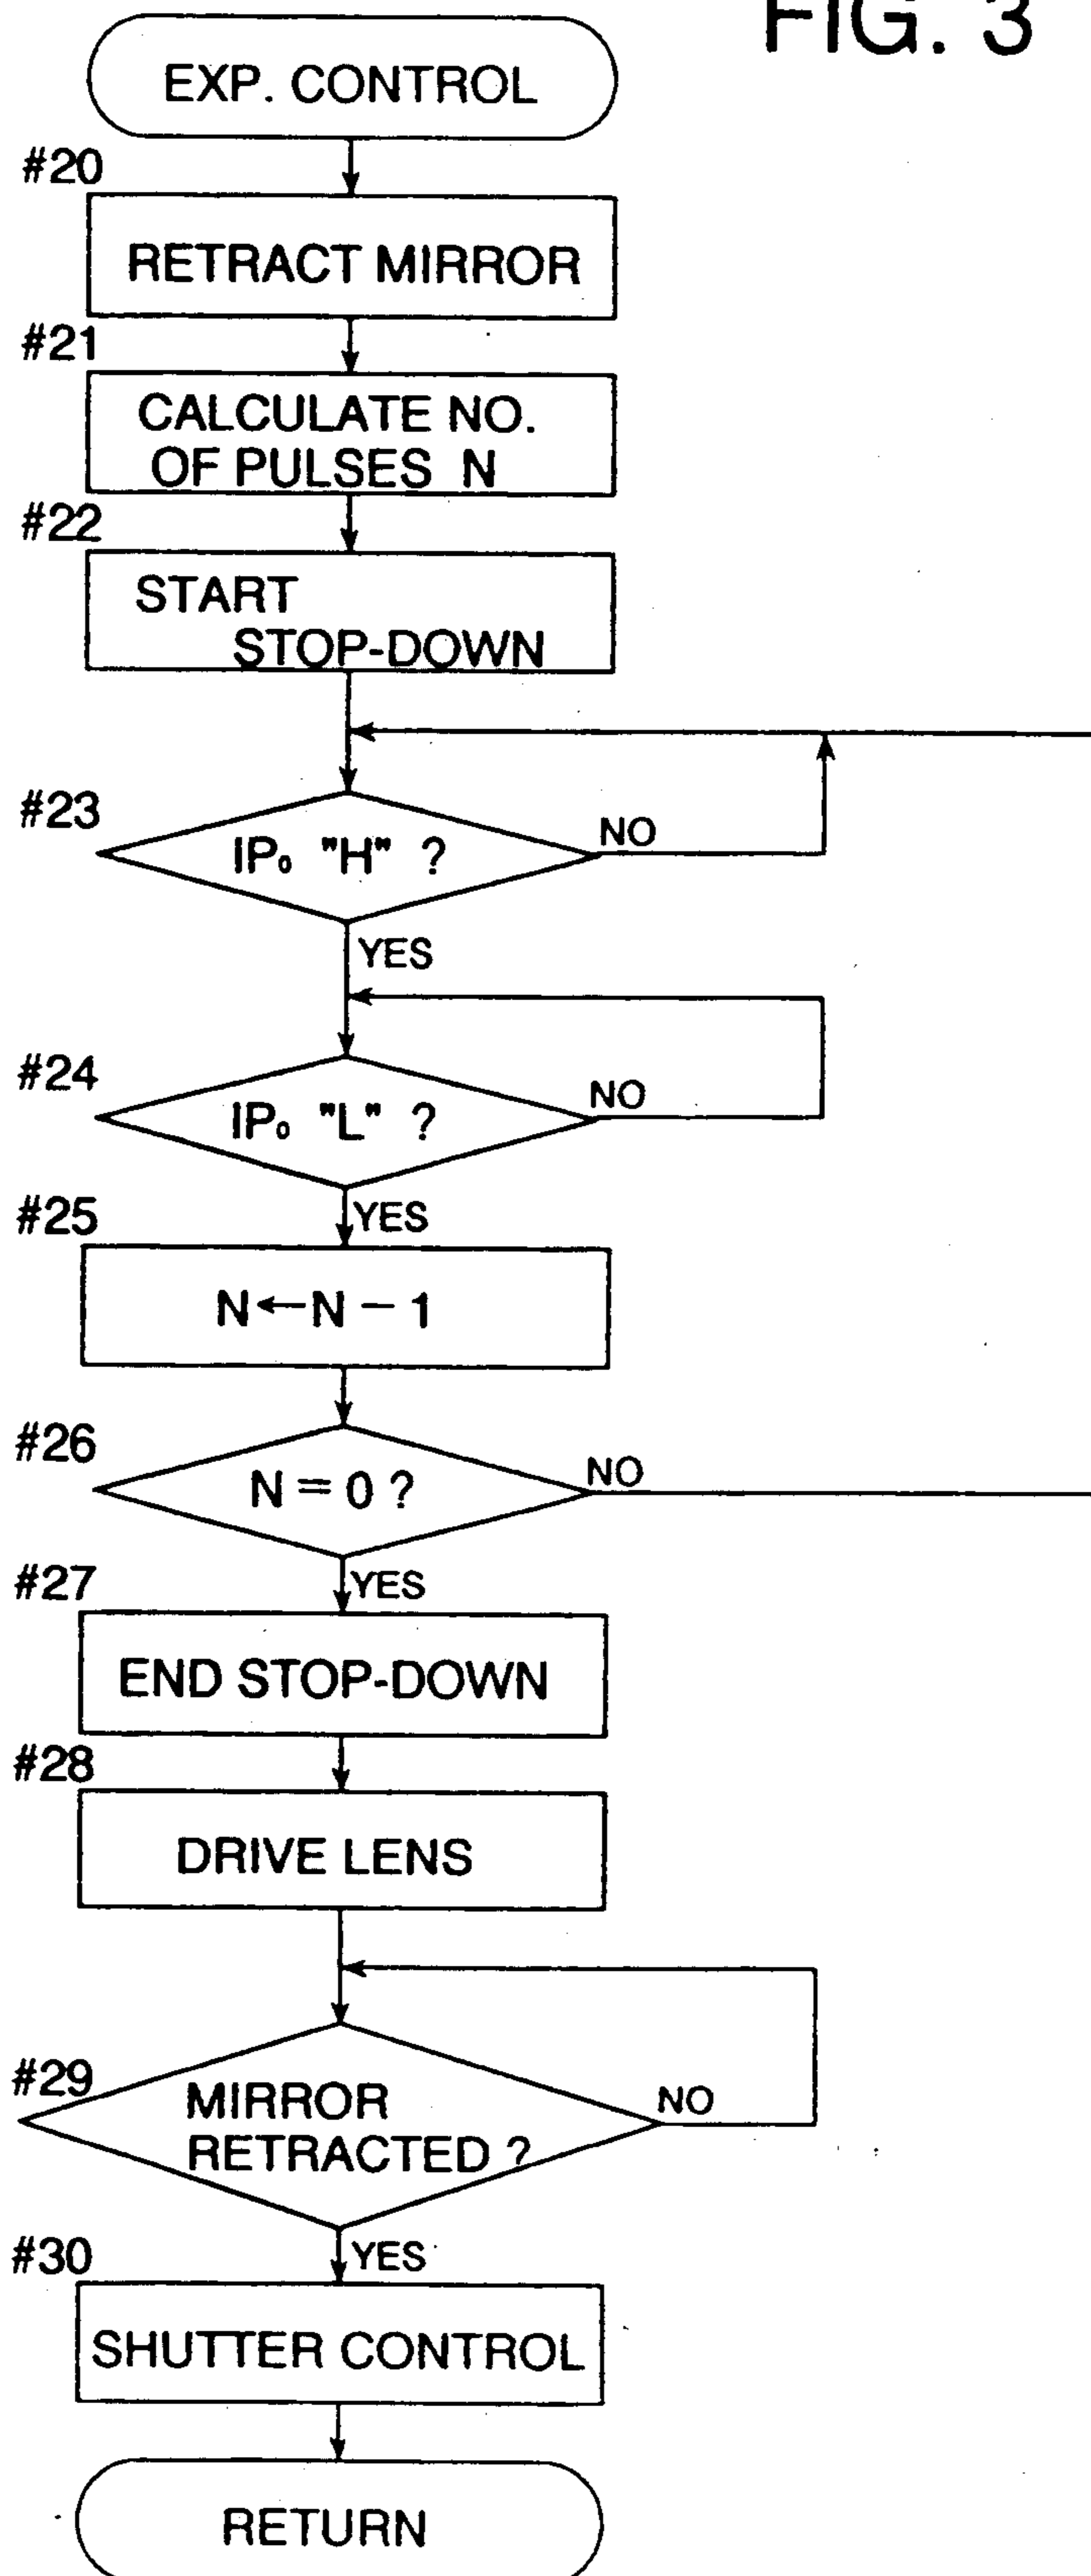 FIG. 3
EXP. CONTROL
#20
RETRACT MIRROR
#21
CALCULATE NO.
OF PULSES N
#22
START
STOP-DOWN
#23
IP₀ "H" ?
NO
YES
#24
IP₀ "L" ?
NO
YES
#25
N←N − 1
#26
N = 0 ?
NO
YES
#27
END STOP-DOWN
#28
DRIVE LENS
#29
MIRROR
RETRACTED ?
NO
YES
#30
SHUTTER CONTROL
RETURN